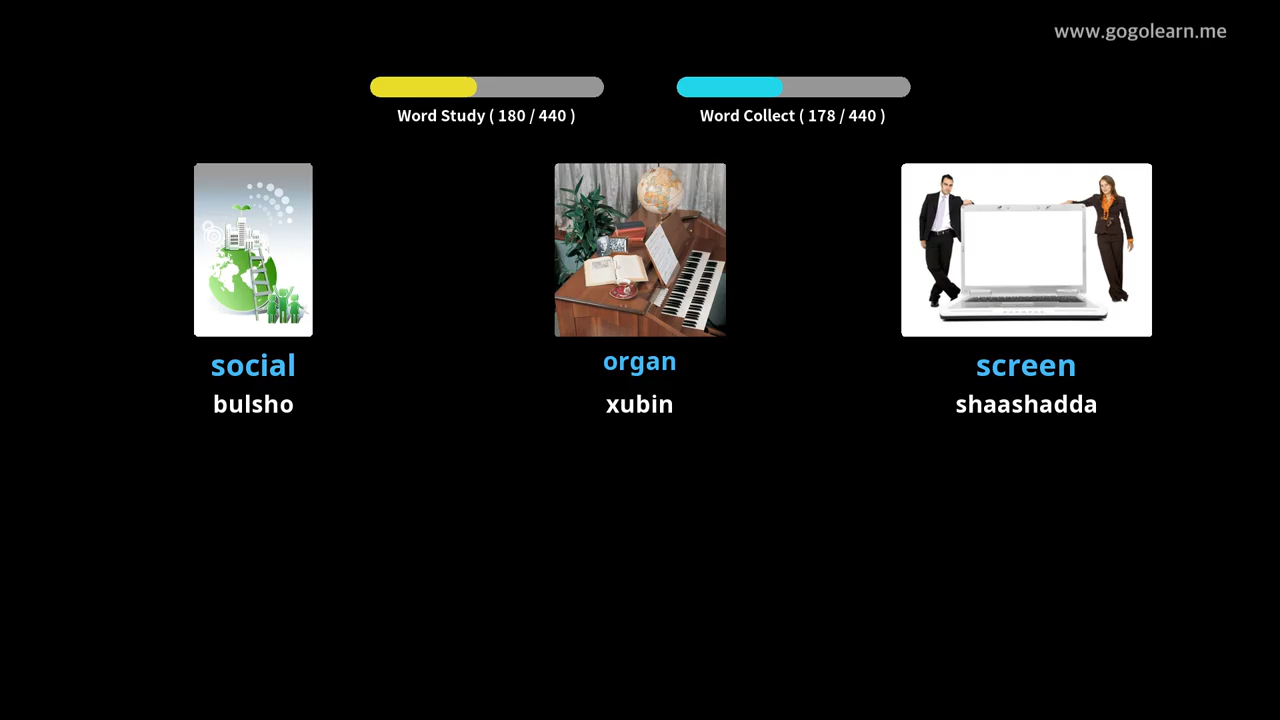 www.gogolearn.me
Word Study ( 180 / 440 )
Word Collect ( 178 / 440 )
social
bulsho
organ
xubin
screen
shaashadda